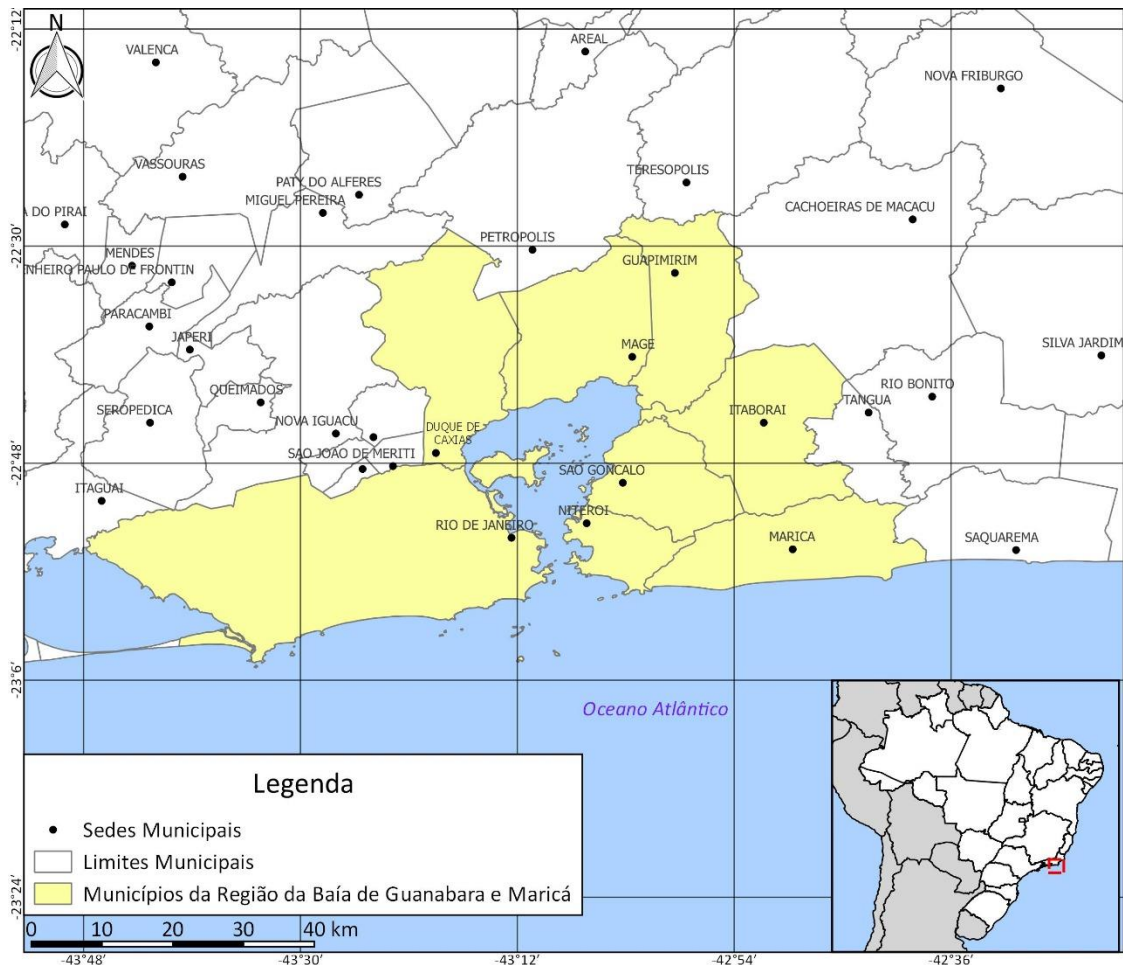 -22°12'
-22°30'
-22°48'
-23°6'
-23°24'
N
VALENCA
AREAL
NOVA FRIBURGO
VASSOURAS
TERESOPOLIS
PATY DO ALFERES
MIGUEL PEREIRA
CACHOEIRAS DE MACACU
A DO PIRAI
PETROPOLIS
MENDES
GUAPIMIRIM
NHEIRO PAULO DE FRONTIN
PARACAMBI
JAPERI
MAGE
SILVA JARDIM
QUEIMADOS
RIO BONITO
TANGUA
SEROPEDICA
ITABORAI
NOVA IGUACU
DUQUE DE
CAXIAS
SAO JOAO DE MERITI
SAO GONCALO
ITAGUAI
NITEROI
RIO DE JANEIRO
MARICA
SAQUAREMA
Oceano Atlântico
Legenda
Sedes Municipais
Limites Municipais
Municípios da Região da Baía de Guanabara e Maricá
0 10 20 30 40 km
-43°48' -43°30' -43°12' -42°54' -42°36'